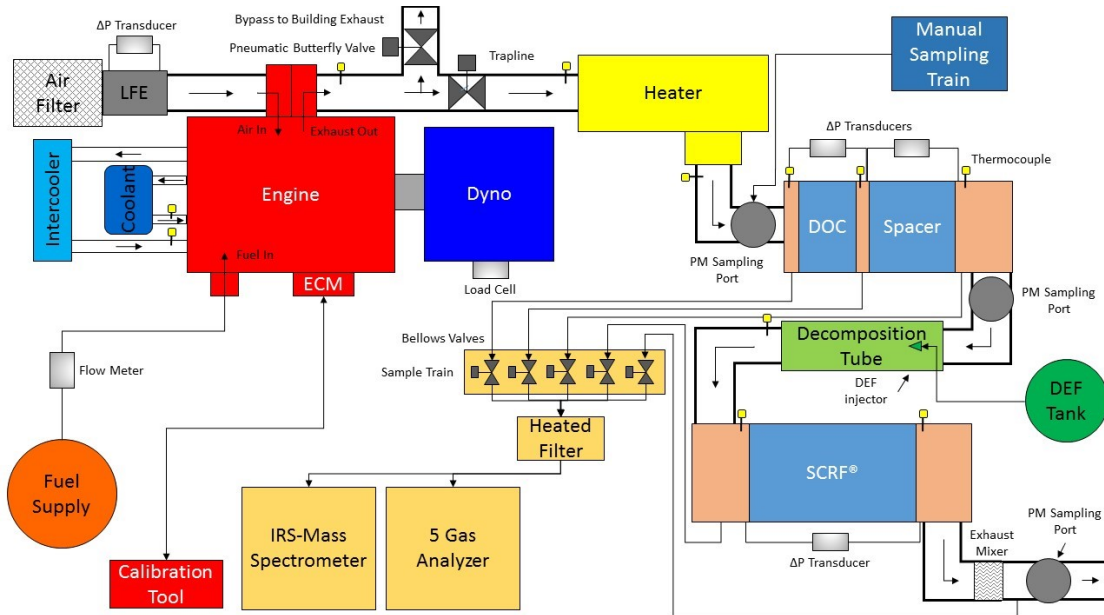 Bypass to Building Exhaust
ΔP Transducer
Pneumatic Butterfly Valve
Trapline
Manual
Sampling
Train
Air
Filter
LFE
Heater
Air In
Exhaust Out
ΔP Transducers
Thermocouple
Intercooler
Coolant
Engine
Dyno
DOC
Spacer
Fuel In
ECM
Load Cell
PM Sampling
Port
PM Sampling
Port
Bellows Valves
Sample Train
Decomposition
Tube
DEF
injector
DEF
Tank
Flow Meter
Heated
Filter
Fuel
Supply
SCRF®
IRS-Mass
Spectrometer
5 Gas
Analyzer
PM Sampling
Port
Exhaust
Mixer
ΔP Transducer
Calibration
Tool